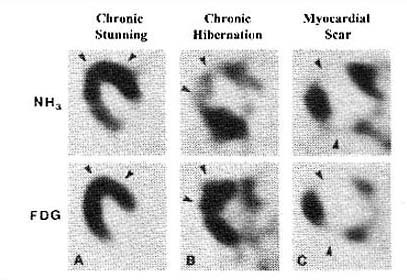 Chronic Stunning
Chronic Hibernation
Myocardial Scar
NH₃
FDG
A
B
C